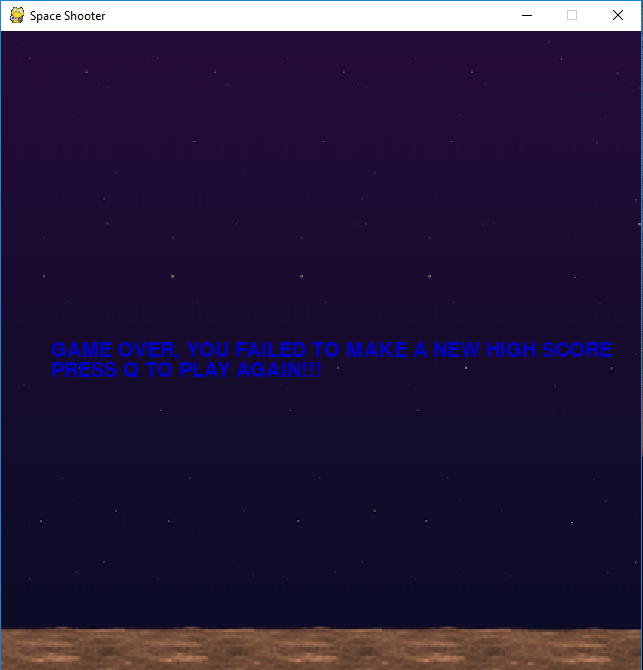 Space Shooter
GAME OVER, YOU FAILED TO MAKE A NEW HIGH SCORE
PRESS Q TO PLAY AGAIN!!!